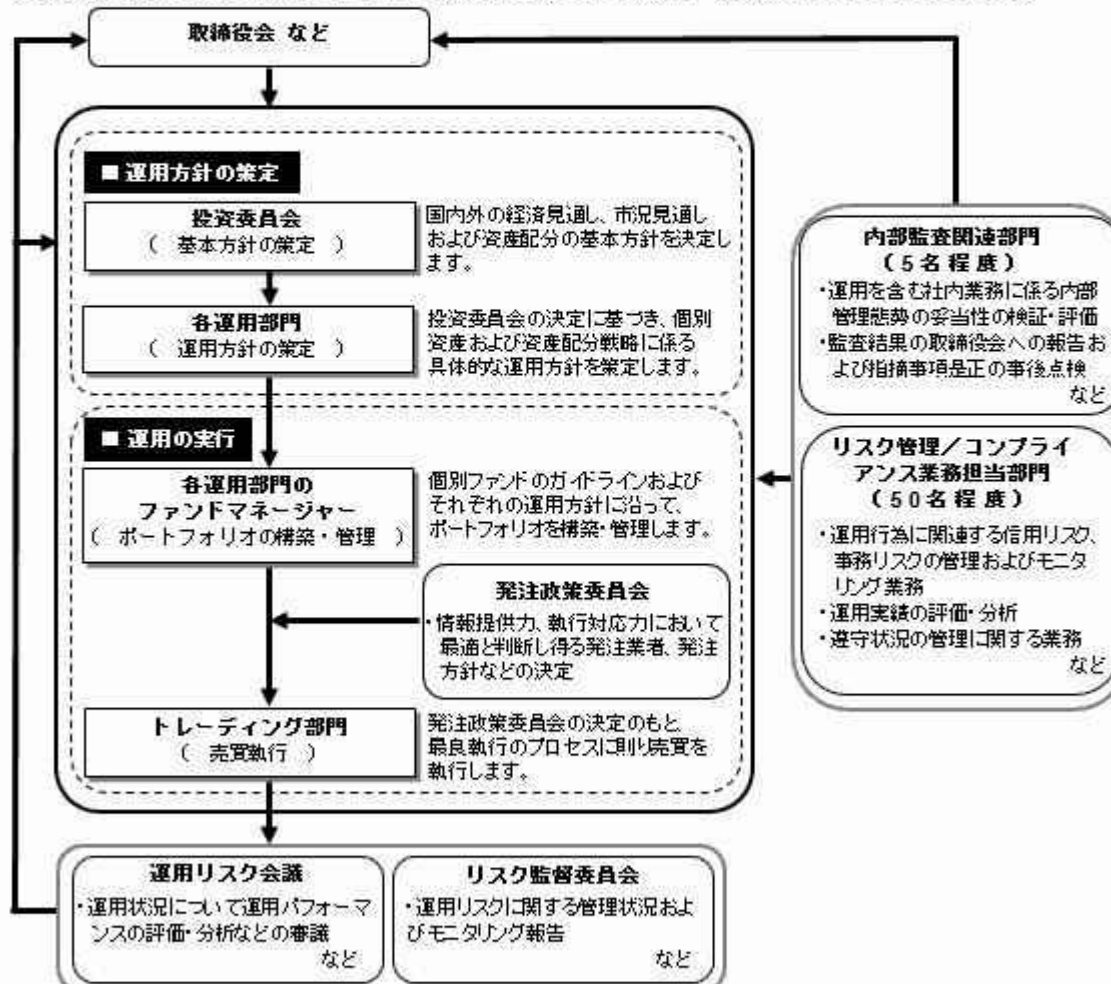 取締役会 など
■ 運用方針の策定
投資委員会
( 基本方針の策定 )
国内外の経済見通し、市況見通し
および資産配分の基本方針を決定し
ます。
各運用部門
( 運用方針の策定 )
投資委員会の決定に基づき、個別
資産および資産配分戦略に係る
具体的な運用方針を策定します。
■ 運用の実行
各運用部門の
ファンドマネージャー
( ポートフォリオの構築・管理 )
個別ファンドのガイドラインおよび
それぞれの運用方針に沿って、
ポートフォリオを構築・管理します。
発注政策委員会
・情報提供力、執行対応力において
最適と判断し得る発注業者、発注
方針などの決定
トレーディング部門
( 売買執行 )
発注政策委員会の決定のもと、
最良執行のプロセスに則り売買を
執行します。
内部監査関連部門
(5名程度)
・運用を含む社内業務に係る内部
管理態勢の妥当性の検証・評価
・監査結果の取締役会への報告お
よび指摘事項是正の事後点検
など
リスク管理/コンプライ
アンス業務担当部門
(50名程度)
・運用行為に関連する信用リスク、
事務リスクの管理およびモニタ
リング業務
・運用実績の評価・分析
・遵守状況の管理に関する業務
など
運用リスク会議
・運用状況について運用パフォーマ
ンスの評価・分析などの審議
など
リスク監督委員会
・運用リスクに関する管理状況およ
びモニタリング報告
など